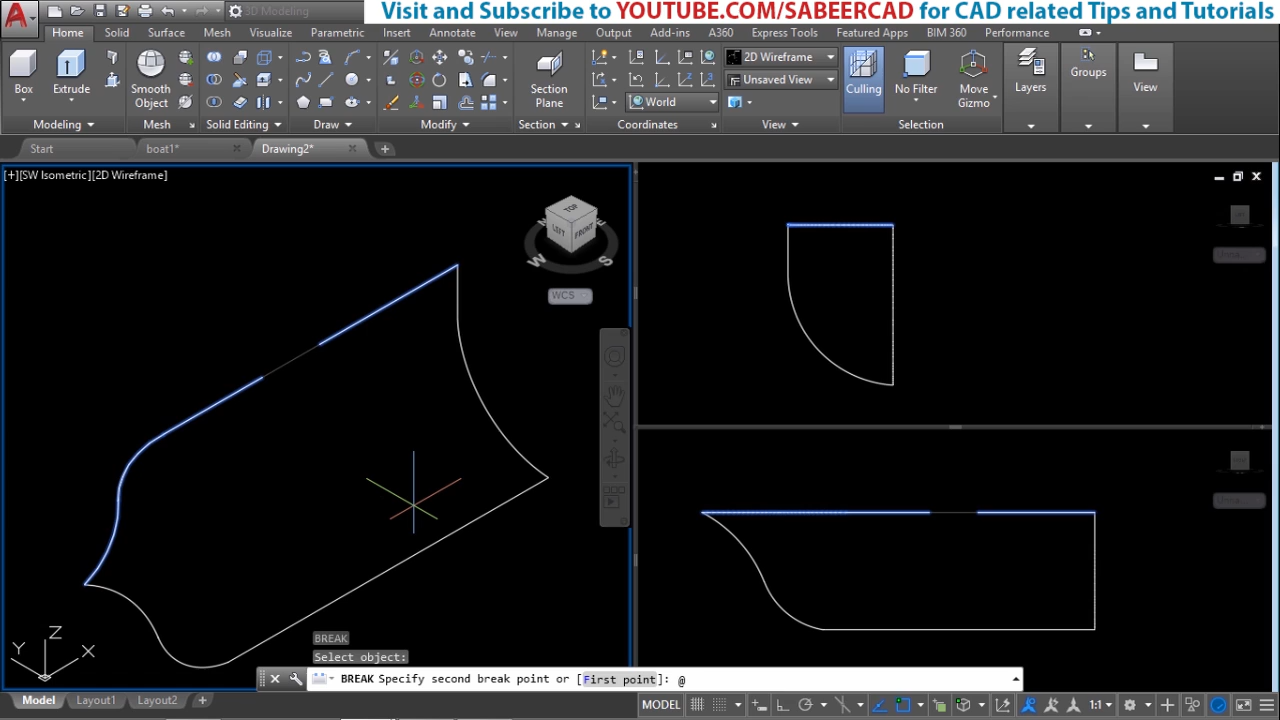 Visit and Subscribe to YOUTUBE.COM/SABEERCAD for CAD related Tips and Tutorials
3D Modeling
Home Solid Surface Mesh Visualize Parametric Insert Annotate View Manage Output Add-ins A360 Express Tools Featured Apps BIM 360 Performance
2D Wireframe
Unsaved View
World
Box Extrude Smooth Object Section Plane Culling No Filter Move Gizmo Layers Groups View
Modeling Mesh Solid Editing Draw Modify Section Coordinates View Selection
Start boat1* Drawing2*
[+][SW Isometric][2D Wireframe]
TOP
LEFT FRONT
W S
WCS
BREAK
Select object:
Z
Y X
BREAK Specify second break point or [First point]: @
Model Layout1 Layout2 MODEL 1:1